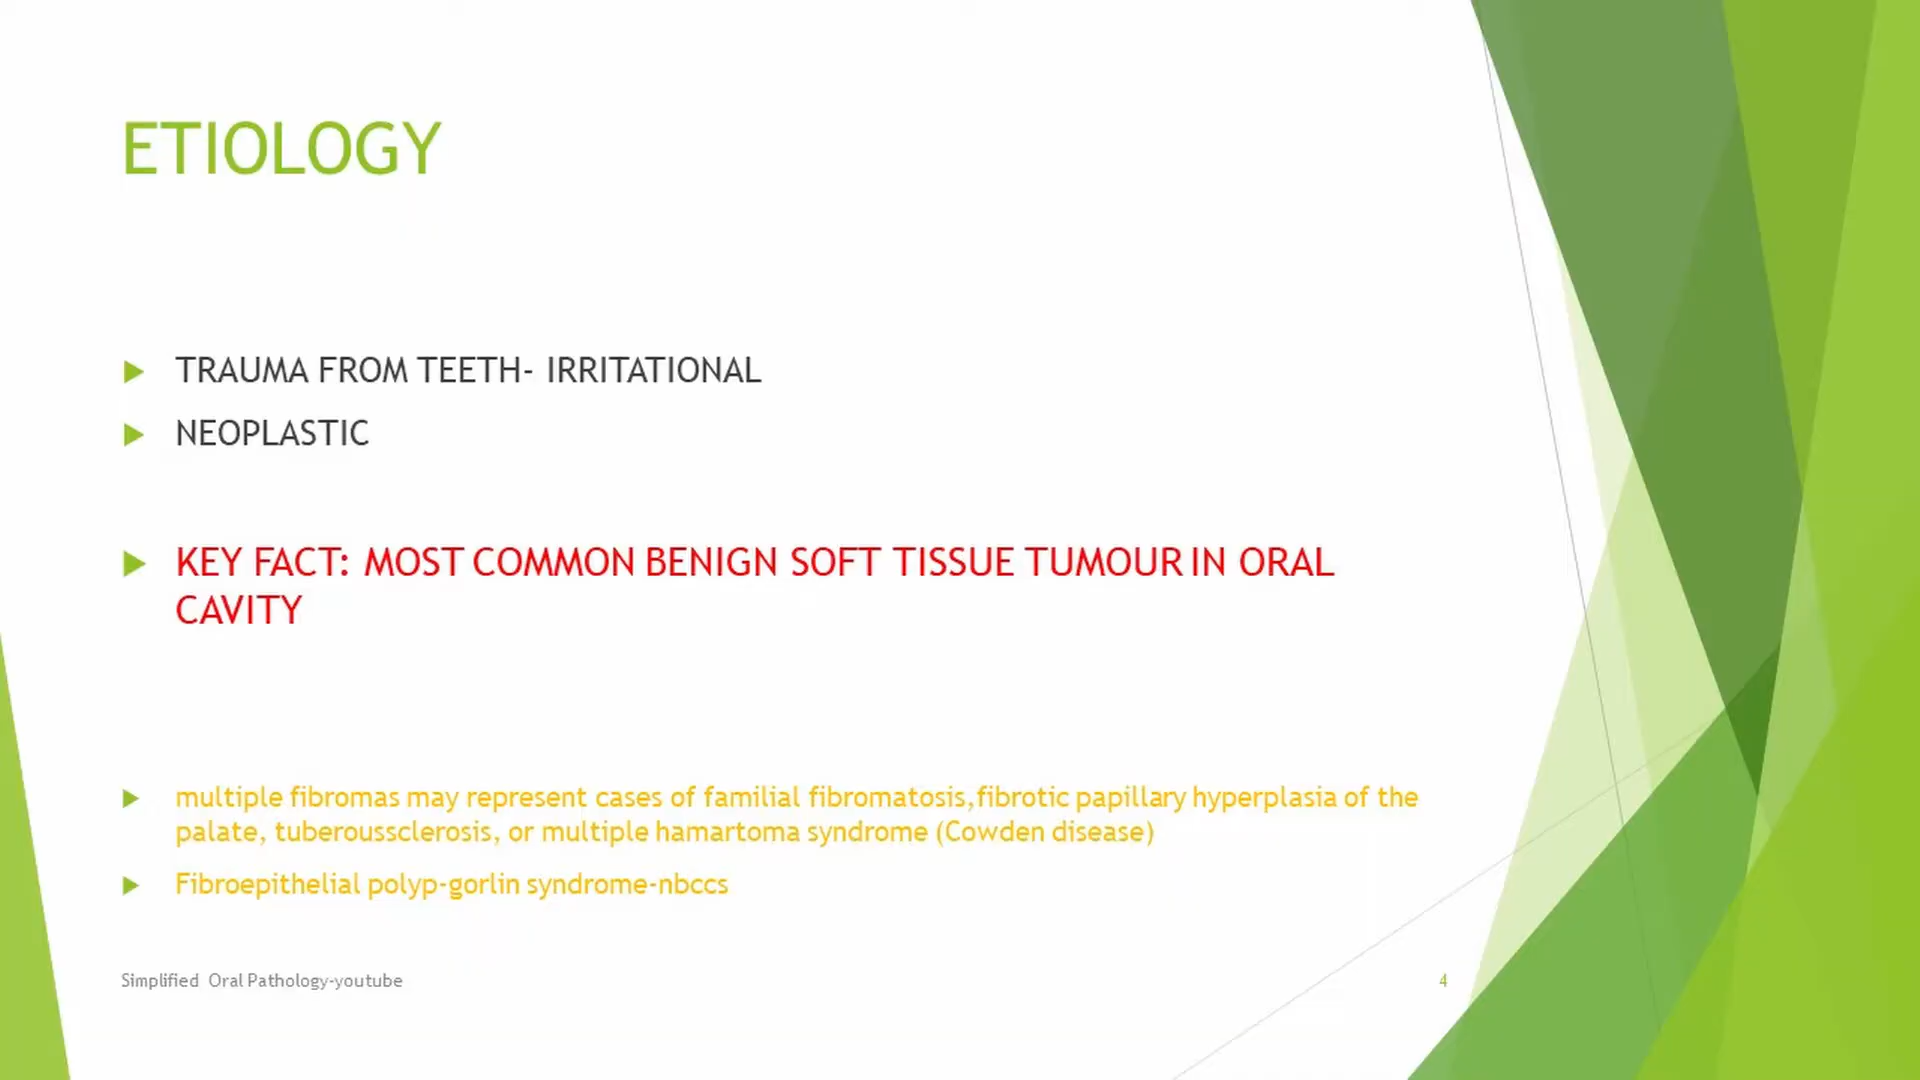 ETIOLOGY
TRAUMA FROM TEETH- IRRITATIONAL
NEOPLASTIC
KEY FACT: MOST COMMON BENIGN SOFT TISSUE TUMOUR IN ORAL
CAVITY
multiple fibromas may represent cases of familial fibromatosis,fibrotic papillary hyperplasia of the
palate, tuberoussclerosis, or multiple hamartoma syndrome (Cowden disease)
Fibroepithelial polyp-gorlin syndrome-nbccs
Simplified Oral Pathology-youtube
4